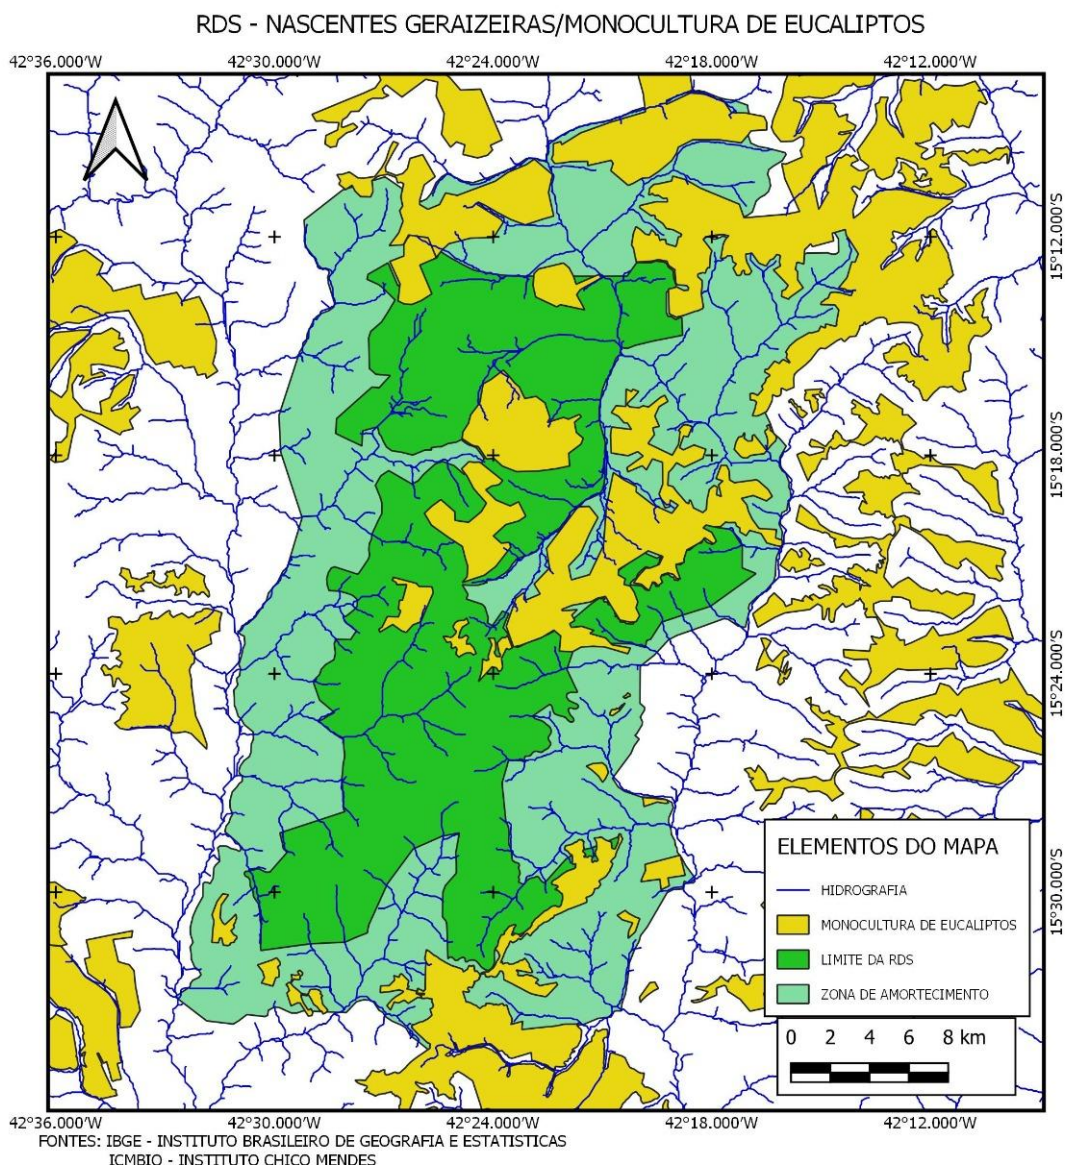 RDS - NASCENTES GERAIZEIRAS/MONOCULTURA DE EUCALIPTOS
42°36.000'W 42°30.000'W 42°24.000'W 42°18.000'W 42°12.000'W
15°12.000'S
15°18.000'S
15°24.000'S
15°30.000'S
ELEMENTOS DO MAPA
HIDROGRAFIA
MONOCULTURA DE EUCALIPTOS
LIMITE DA RDS
ZONA DE AMORTECIMENTO
0 2 4 6 8 km
42°36.000'W 42°30.000'W 42°24.000'W 42°18.000'W 42°12.000'W
FONTES: IBGE - INSTITUTO BRASILEIRO DE GEOGRAFIA E ESTATISTICAS
ICMBIO - INSTITUTO CHICO MENDES